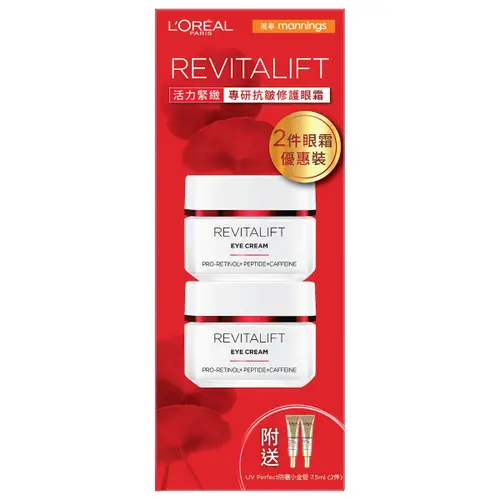 L'ORÉAL
PARIS
萬寧 mannings
REVITALIFT
活力緊緻 專研抗皺修護眼霜
2件眼霜
優惠裝
REVITALIFT
EYE CREAM
PRO-RETINOL+PEPTIDE+CAFFEINE
REVITALIFT
EYE CREAM
PRO-RETINOL+PEPTIDE+CAFFEINE
附送
UV Perfect防曬小金管 7.5ml (2件)